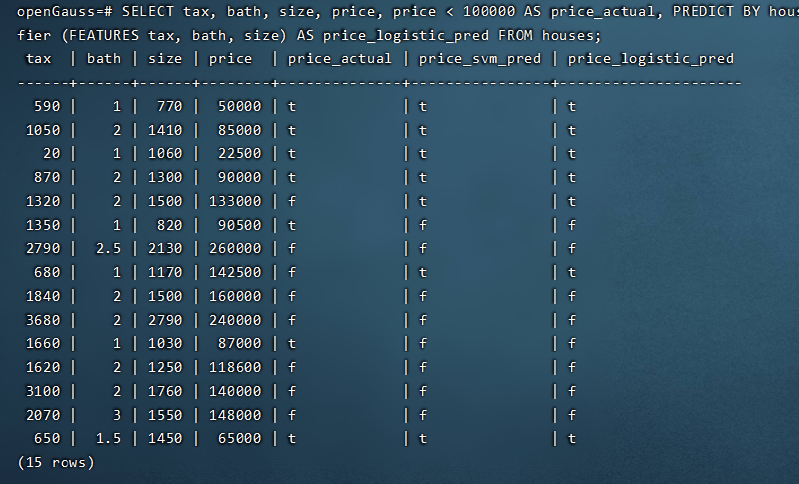 openGauss=# SELECT tax, bath, size, price, price < 100000 AS price_actual, PREDICT BY hous
fier (FEATURES tax, bath, size) AS price_logistic_pred FROM houses;
 tax  | bath | size | price  | price_actual | price_svm_pred | price_logistic_pred
------+------+------+--------+--------------+----------------+---------------------
  590 |    1 |  770 |  50000 | t            | t              | t
 1050 |    2 | 1410 |  85000 | t            | t              | t
   20 |    1 | 1060 |  22500 | t            | t              | t
  870 |    2 | 1300 |  90000 | t            | t              | t
 1320 |    2 | 1500 | 133000 | f            | t              | t
 1350 |    1 |  820 |  90500 | t            | f              | f
 2790 |  2.5 | 2130 | 260000 | f            | f              | f
  680 |    1 | 1170 | 142500 | f            | t              | t
 1840 |    2 | 1500 | 160000 | f            | f              | f
 3680 |    2 | 2790 | 240000 | f            | f              | f
 1660 |    1 | 1030 |  87000 | t            | f              | f
 1620 |    2 | 1250 | 118600 | f            | f              | f
 3100 |    2 | 1760 | 140000 | f            | f              | f
 2070 |    3 | 1550 | 148000 | f            | f              | f
  650 |  1.5 | 1450 |  65000 | t            | t              | t
(15 rows)